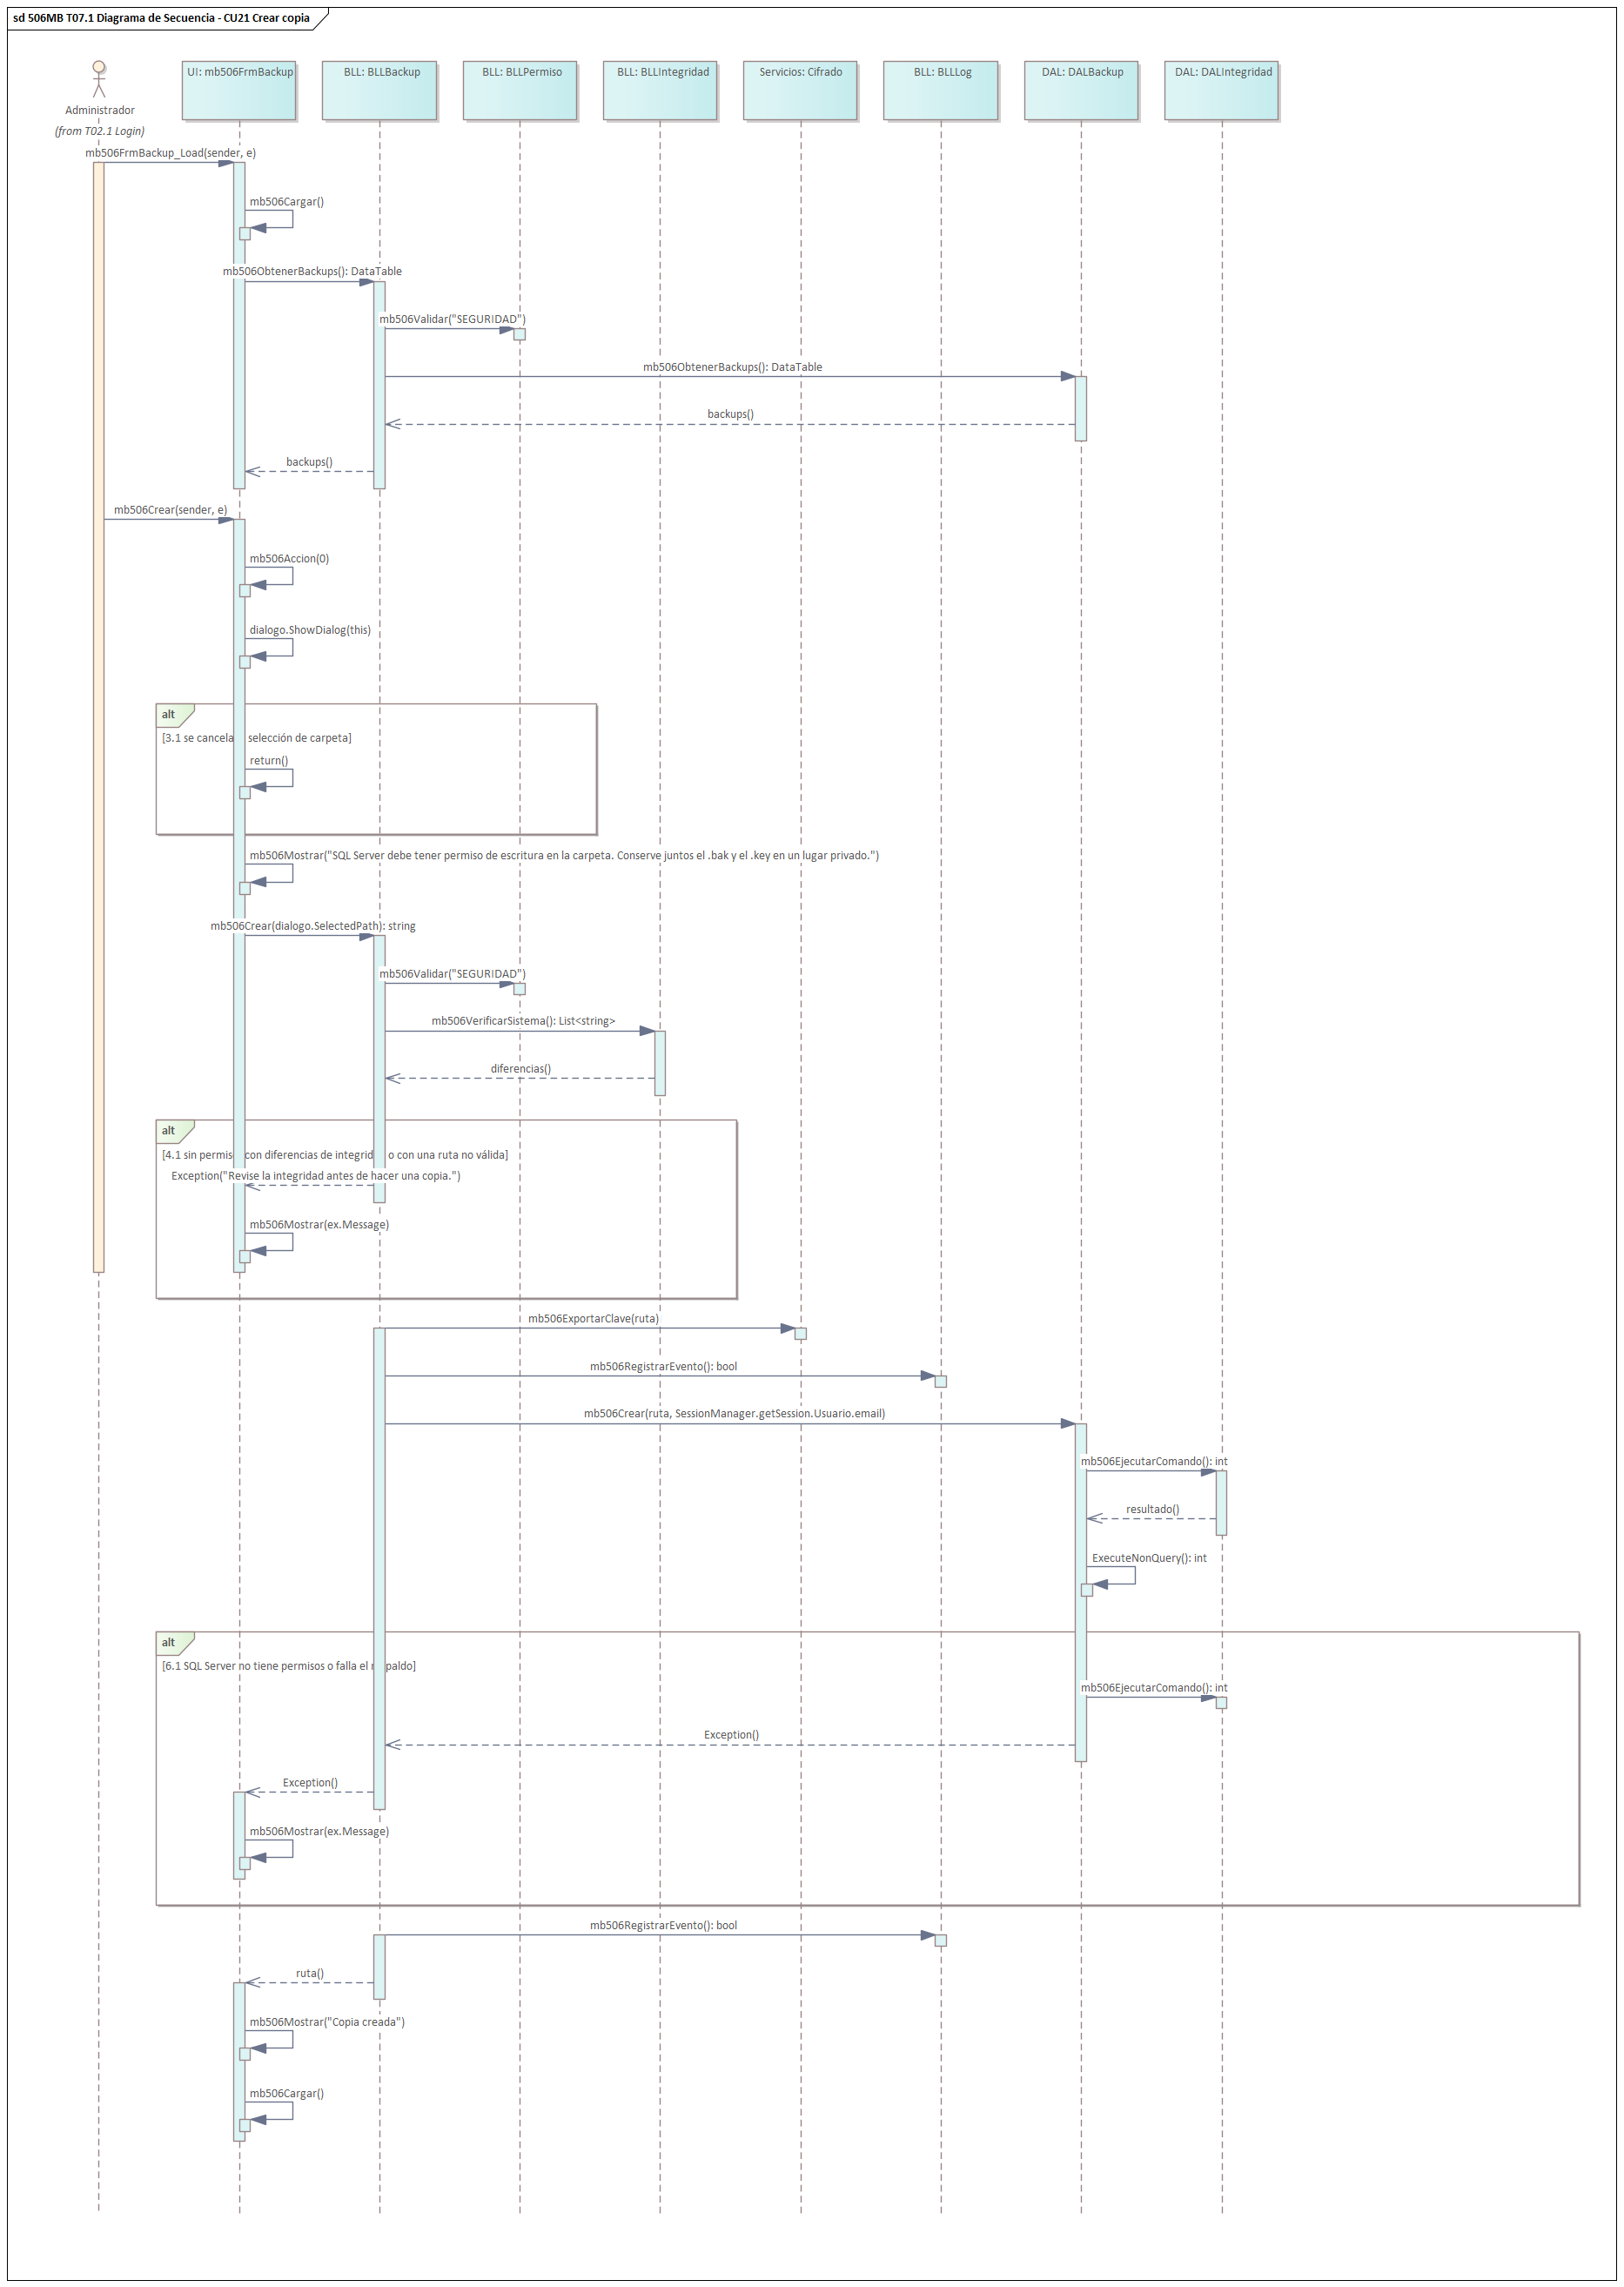 sd 506MB T07.1 Diagrama de Secuencia - CU21 Crear copia
Administrador
(from T02.1 Login)
UI: mb506FrmBackup
BLL: BLLBackup
BLL: BLLPermiso
BLL: BLLIntegridad
Servicios: Cifrado
BLL: BLLLog
DAL: DALBackup
DAL: DALIntegridad
mb506FrmBackup_Load(sender, e)
mb506Cargar()
mb506ObtenerBackups(): DataTable
mb506Validar("SEGURIDAD")
mb506ObtenerBackups(): DataTable
backups()
backups()
mb506Crear(sender, e)
mb506Accion(0)
dialogo.ShowDialog(this)
alt
[3.1 se cancela selección de carpeta]
return()
mb506Mostrar("SQL Server debe tener permiso de escritura en la carpeta. Conserve juntos el .bak y el .key en un lugar privado.")
mb506Crear(dialogo.SelectedPath): string
mb506Validar("SEGURIDAD")
mb506VerificarSistema(): List<string>
diferencias()
alt
[4.1 sin permiso con diferencias de integrid o con una ruta no válida]
Exception("Revise la integridad antes de hacer una copia.")
mb506Mostrar(ex.Message)
mb506ExportarClave(ruta)
mb506RegistrarEvento(): bool
mb506Crear(ruta, SessionManager.getSession.Usuario.email)
mb506EjecutarComando(): int
resultado()
ExecuteNonQuery(): int
alt
[6.1 SQL Server no tiene permisos o falla el r paldo]
mb506EjecutarComando(): int
Exception()
Exception()
mb506Mostrar(ex.Message)
mb506RegistrarEvento(): bool
ruta()
mb506Mostrar("Copia creada")
mb506Cargar()